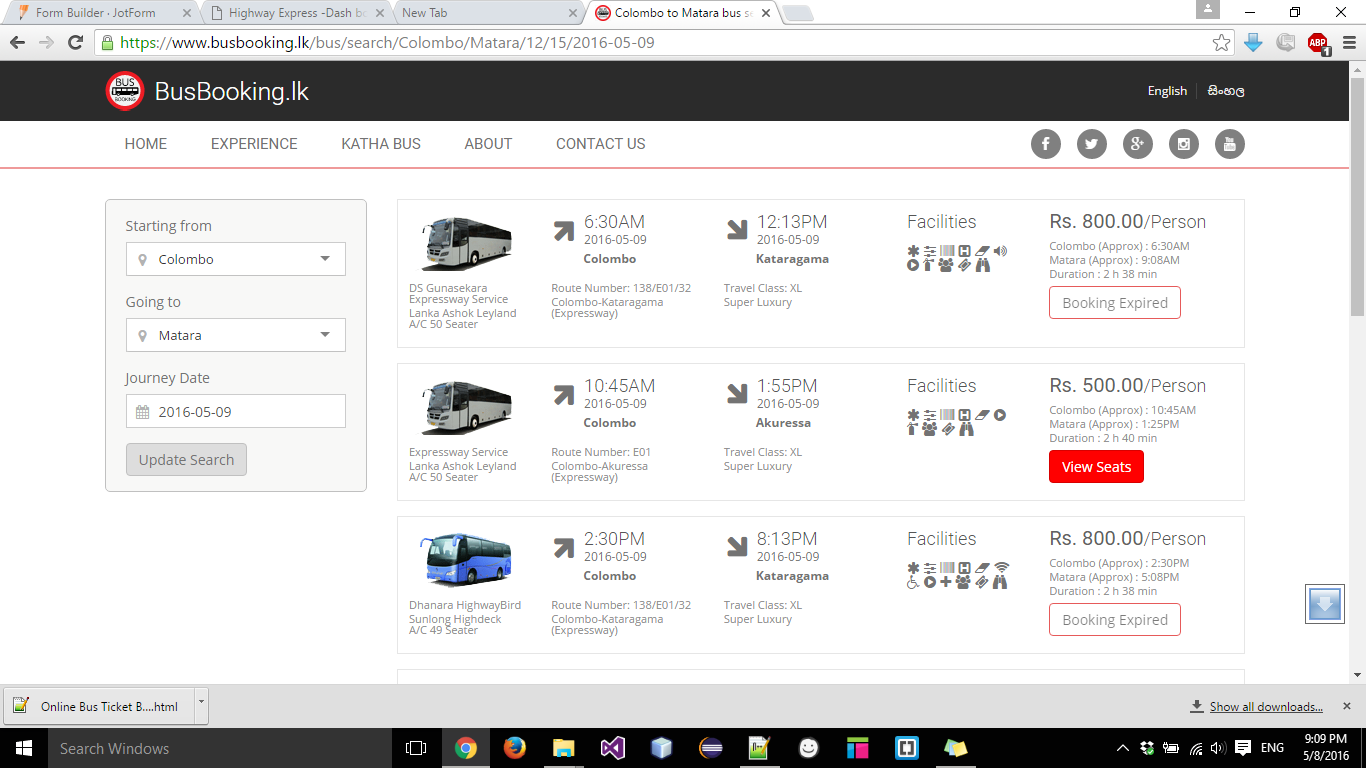 Form Builder · JotForm
Highway Express -Dash bo
New Tab
Colombo to Matara bus se
https://www.busbooking.lk/bus/search/Colombo/Matara/12/15/2016-05-09
ABP
1
BUS
BOOKING
BusBooking.lk
English
සිංහල
HOME
EXPERIENCE
KATHA BUS
ABOUT
CONTACT US
You
Tube
Starting from
Colombo
Going to
Matara
Journey Date
2016-05-09
Update Search
6:30AM
2016-05-09
Colombo
12:13PM
2016-05-09
Kataragama
Facilities
Rs. 800.00/Person
Colombo (Approx) : 6:30AM
Matara (Approx) : 9:08AM
Duration : 2 h 38 min
Booking Expired
DS Gunasekara
Expressway Service
Lanka Ashok Leyland
A/C 50 Seater
Route Number: 138/E01/32
Colombo-Kataragama
(Expressway)
Travel Class: XL
Super Luxury
10:45AM
2016-05-09
Colombo
1:55PM
2016-05-09
Akuressa
Facilities
Rs. 500.00/Person
Colombo (Approx) : 10:45AM
Matara (Approx) : 1:25PM
Duration : 2 h 40 min
View Seats
Expressway Service
Lanka Ashok Leyland
A/C 50 Seater
Route Number: E01
Colombo-Akuressa
(Expressway)
Travel Class: XL
Super Luxury
2:30PM
2016-05-09
Colombo
8:13PM
2016-05-09
Kataragama
Facilities
Rs. 800.00/Person
Colombo (Approx) : 2:30PM
Matara (Approx) : 5:08PM
Duration : 2 h 38 min
Booking Expired
Dhanara HighwayBird
Sunlong Highdeck
A/C 49 Seater
Route Number: 138/E01/32
Colombo-Kataragama
(Expressway)
Travel Class: XL
Super Luxury
Online Bus Ticket B....html
Show all downloads...
Search Windows
ENG
9:09 PM
5/8/2016